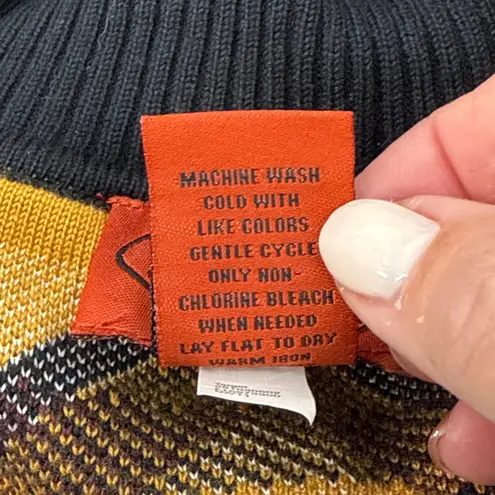 MACHINE WASH
COLD WITH
LIKE COLORS
GENTLE CYCLE
ONLY NON-
CHLORINE BLEACH
WHEN NEEDED
LAY FLAT TO DRY
WARM IRON